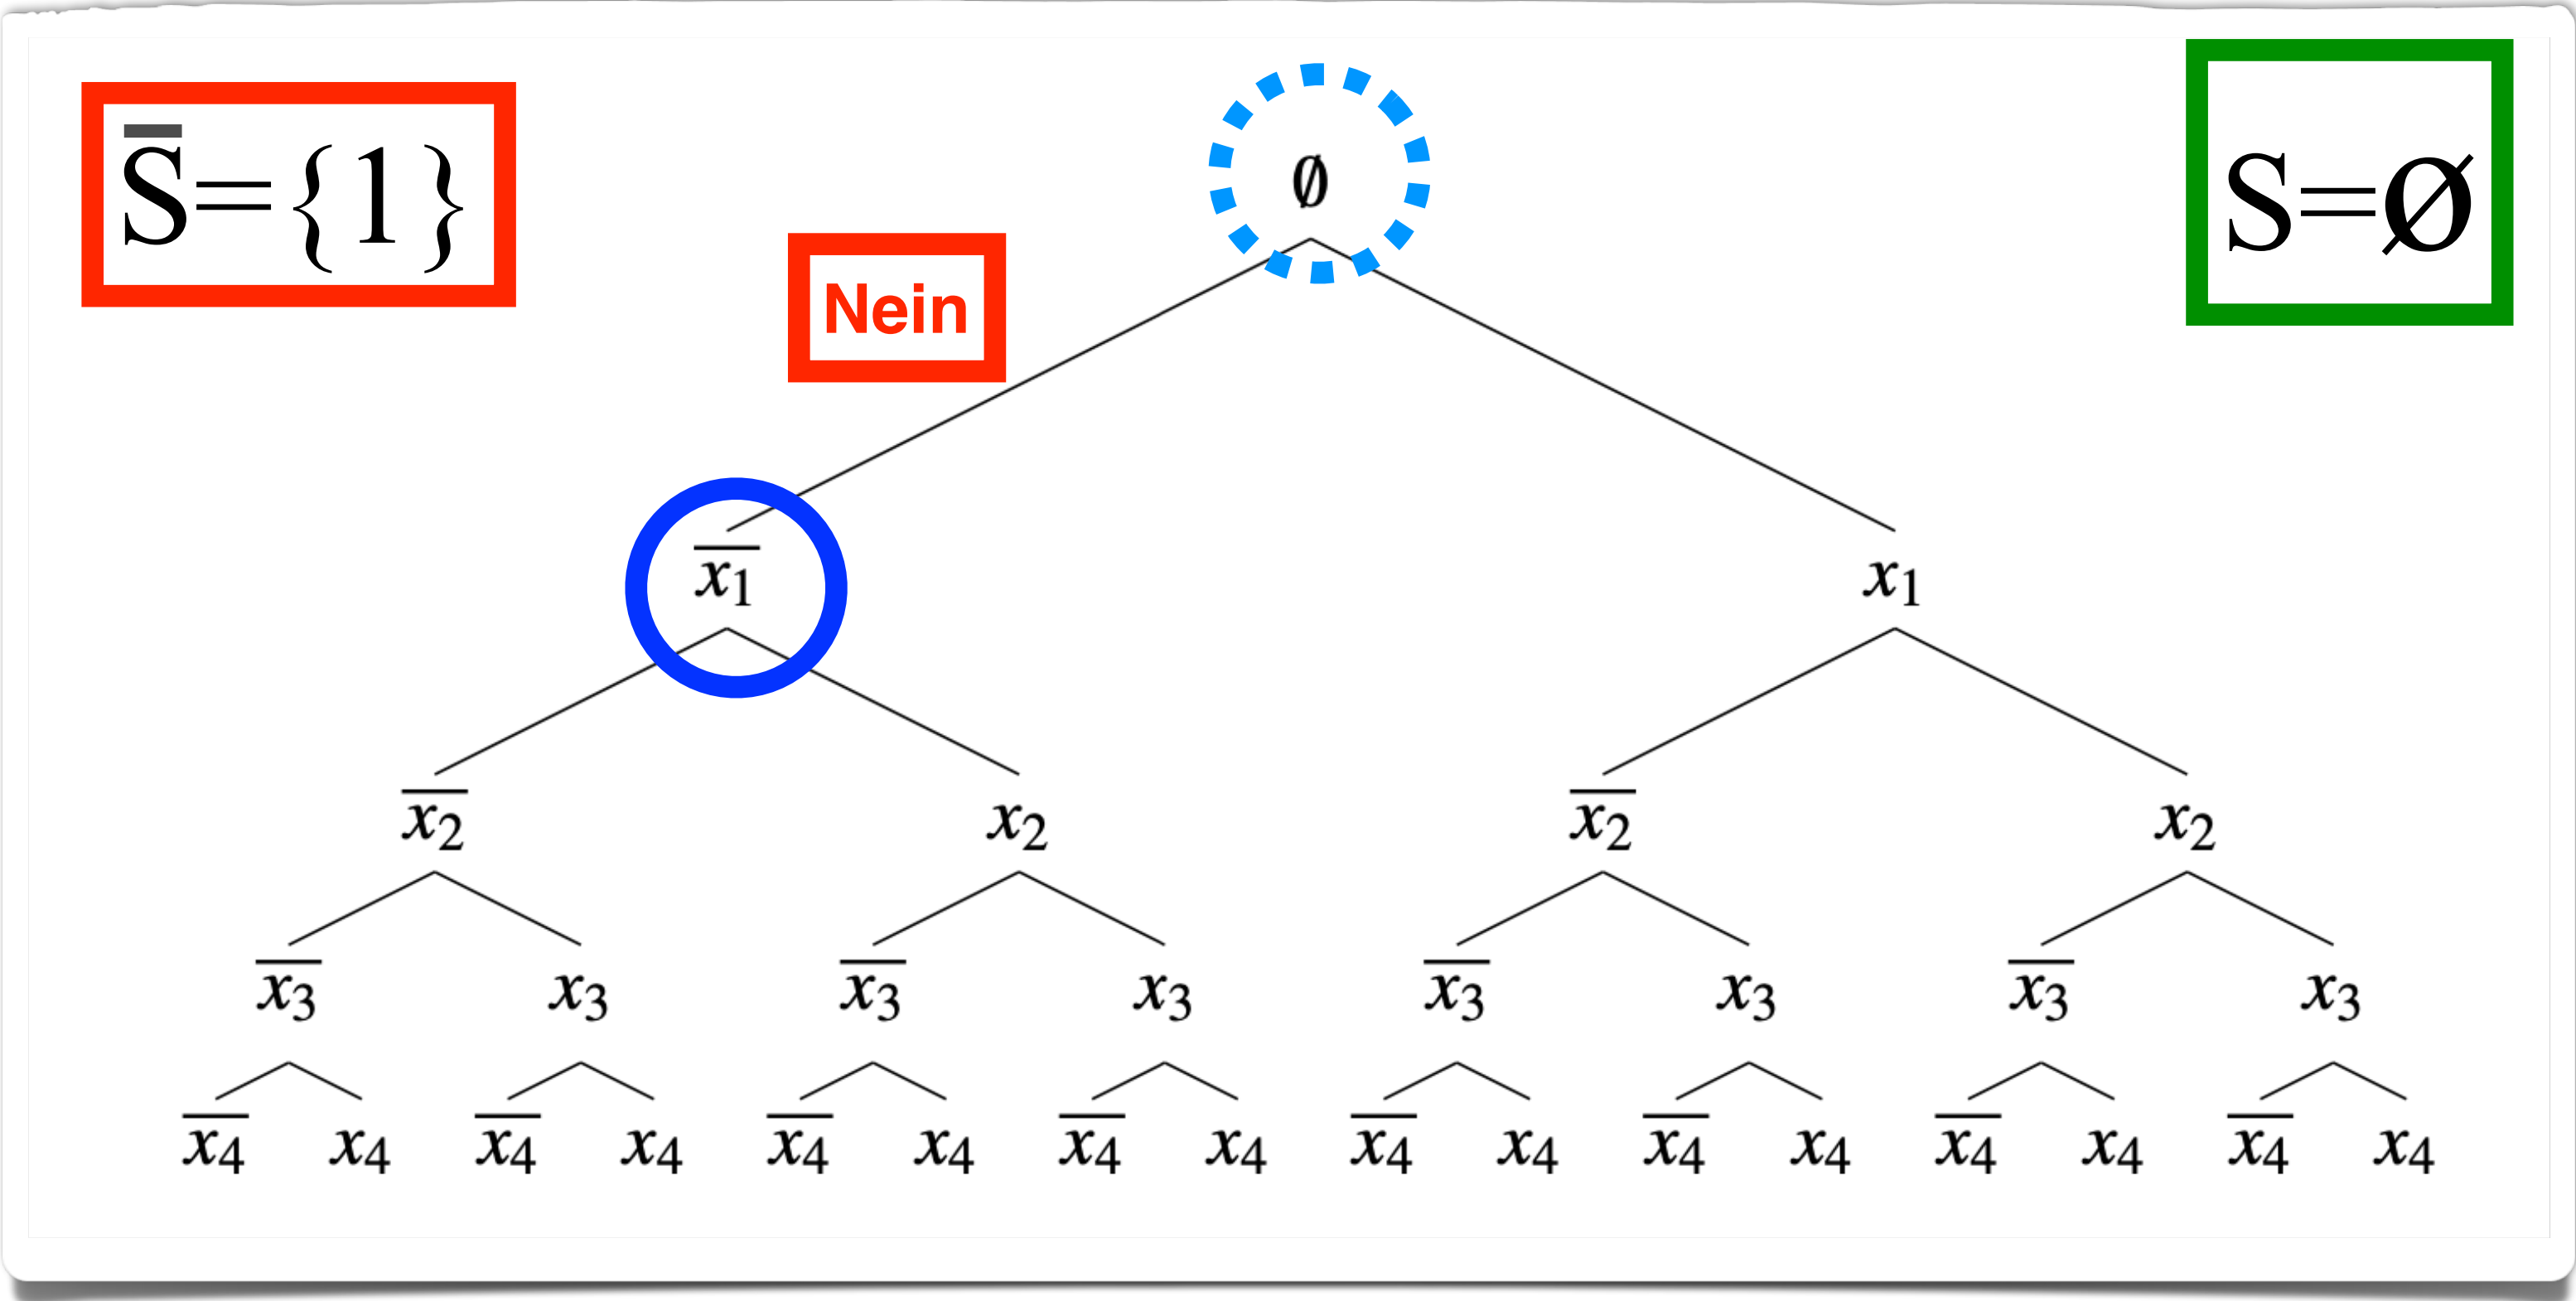 S̅={1}
∅
S=Ø
Nein
x̅₁ x₁
x̅₂ x₂ x̅₂ x₂
x̅₃ x₃ x̅₃ x₃ x̅₃ x₃ x̅₃ x₃
x̅₄ x₄ x̅₄ x₄ x̅₄ x₄ x̅₄ x₄ x̅₄ x₄ x̅₄ x₄ x̅₄ x₄ x̅₄ x₄